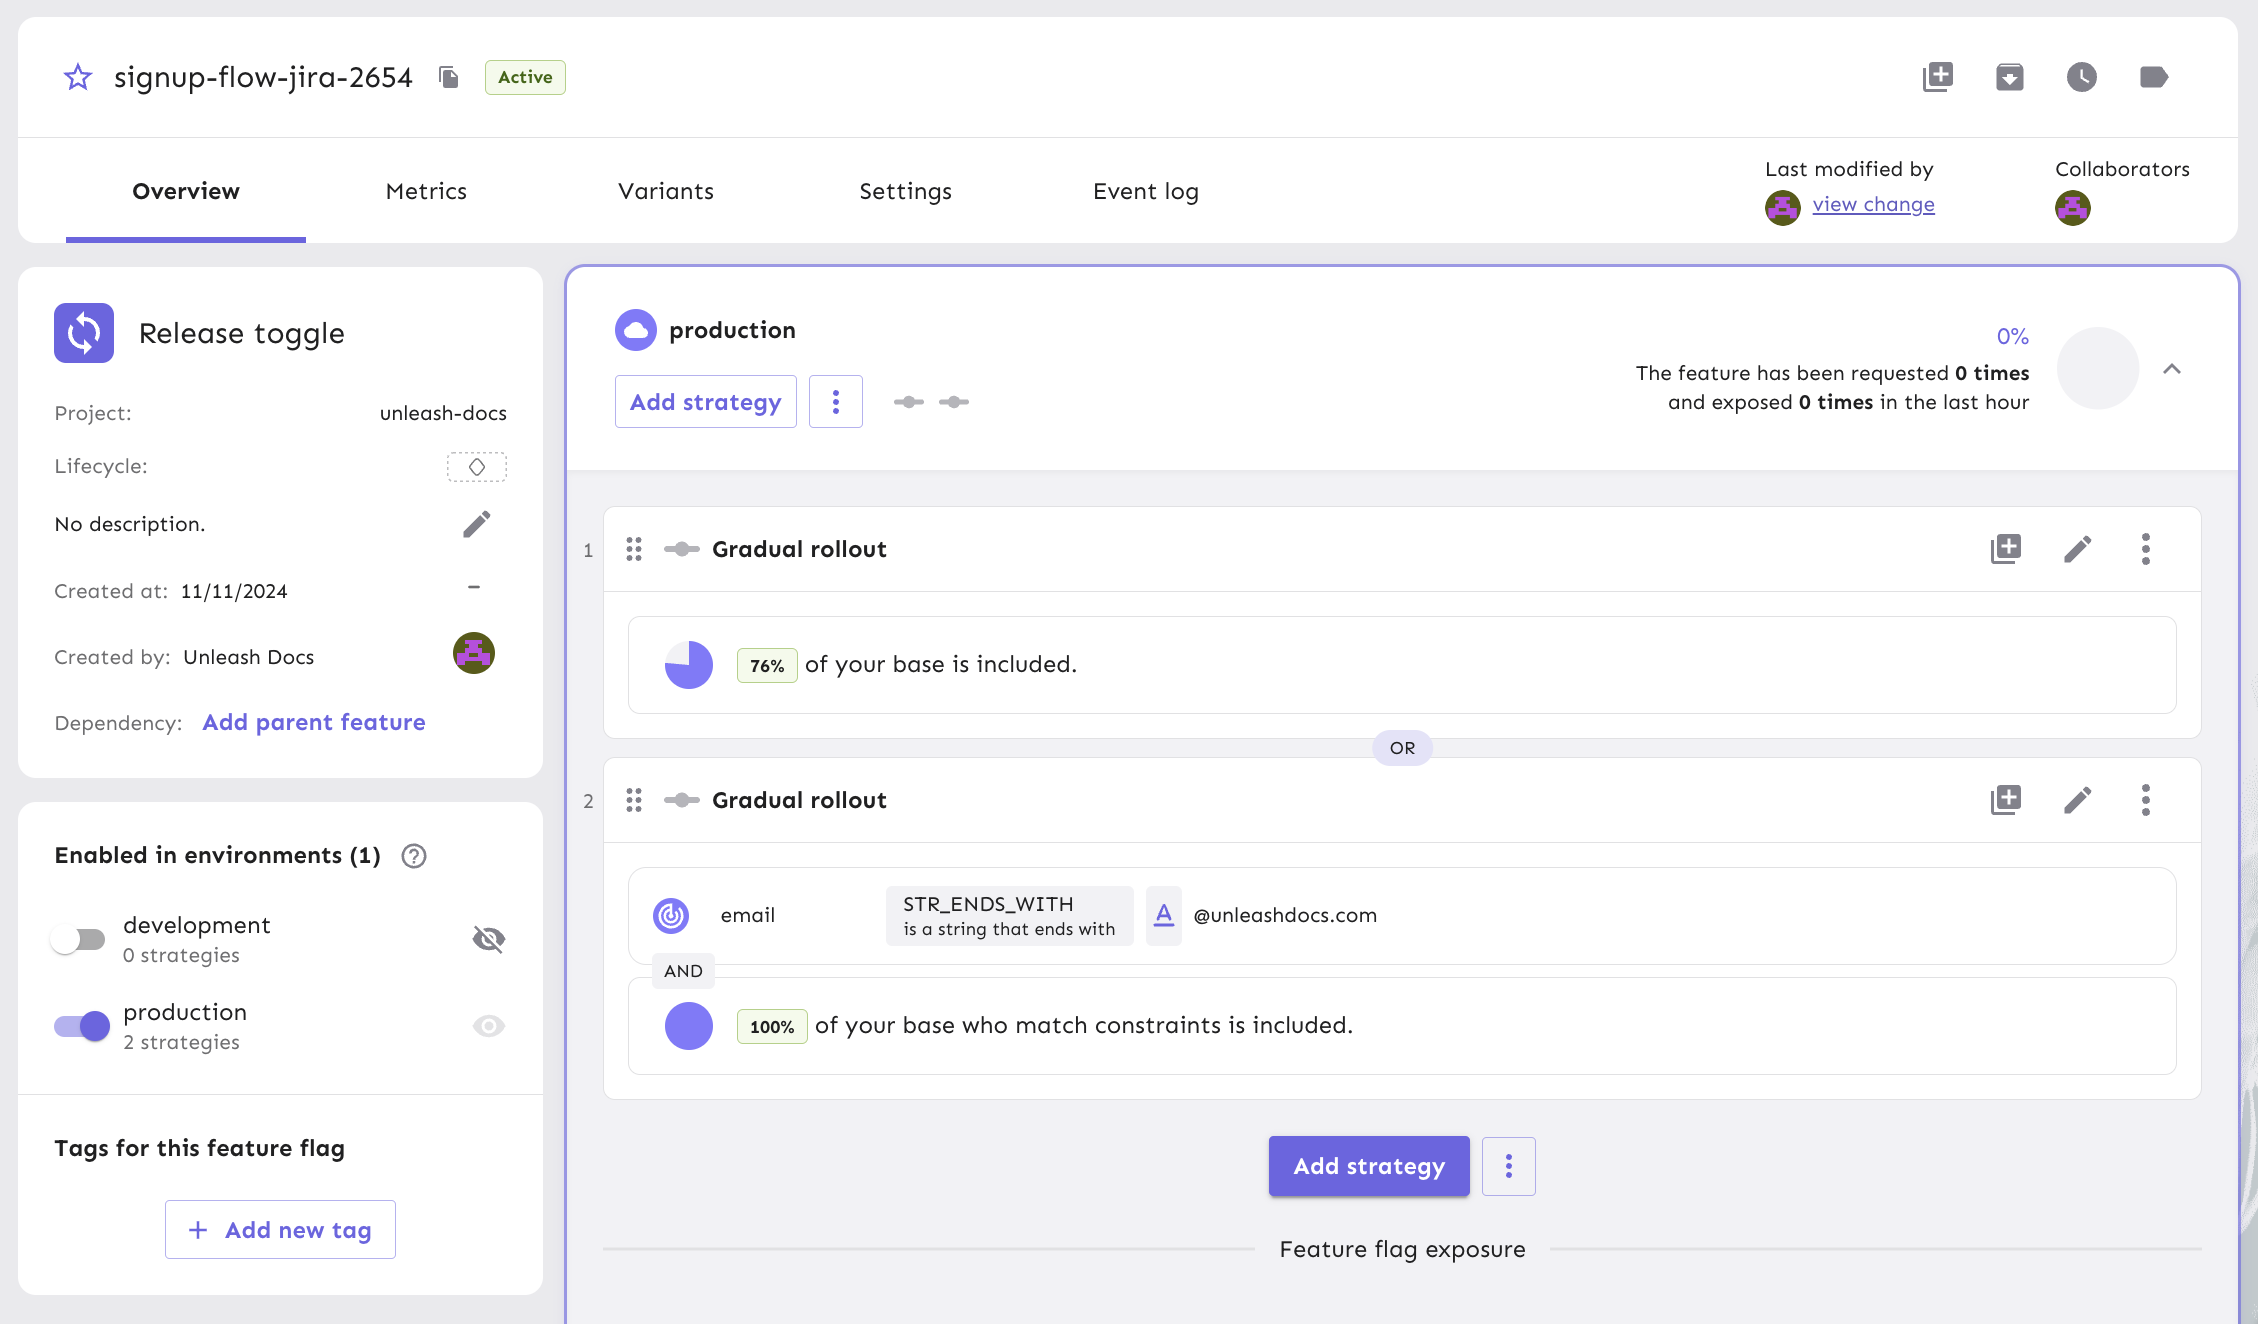 signup-flow-jira-2654
Active
Overview
Metrics
Variants
Settings
Event log
Last modified by
view change
Collaborators
Release toggle
Project:
unleash-docs
Lifecycle:
No description.
Created at: 11/11/2024
–
Created by: Unleash Docs
Dependency: Add parent feature
Enabled in environments (1)
development
0 strategies
production
2 strategies
Tags for this feature flag
+ Add new tag
production
Add strategy
0%
The feature has been requested 0 times
and exposed 0 times in the last hour
1
Gradual rollout
76% of your base is included.
OR
2
Gradual rollout
email
STR_ENDS_WITH
is a string that ends with
A
@unleashdocs.com
AND
100% of your base who match constraints is included.
Add strategy
Feature flag exposure